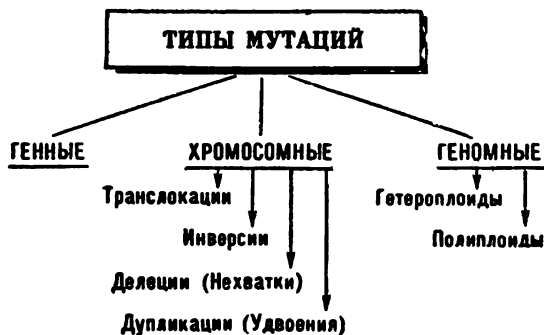 ТИПЫ МУТАЦИЙ
ГЕННЫЕ
ХРОМОСОМНЫЕ
ГЕНОМНЫЕ
Транслокации
Гетероплоиды
Инверсии
Полиплоиды
Делеции (Нехватки)
Дупликации (Удвоения)